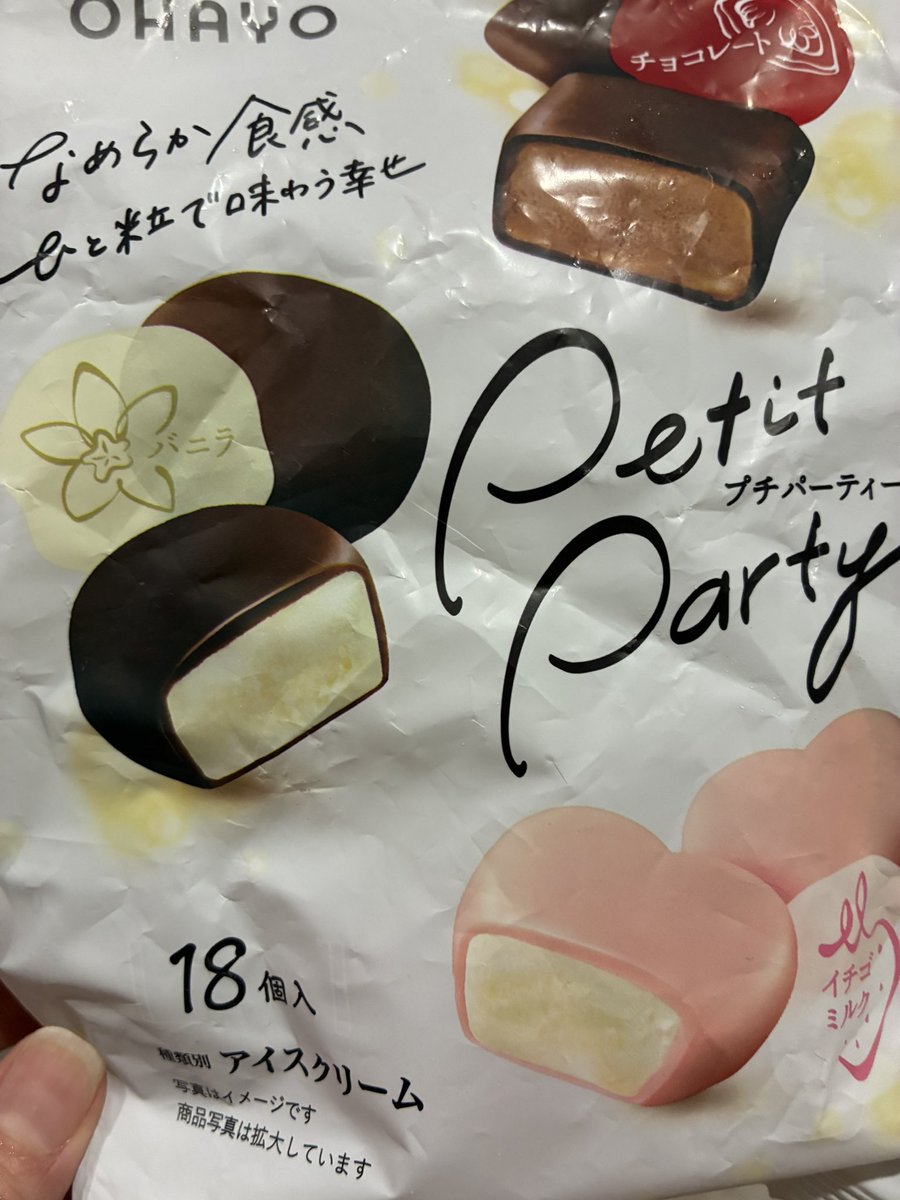 OHAYO
チョコレート
なめらか食感、
ひと粒で味わう幸せ
バニラ
Petit
プチパーティー
Party
イチゴ
ミルク
18個入
種類別 アイスクリーム
写真はイメージです
商品写真は拡大しています